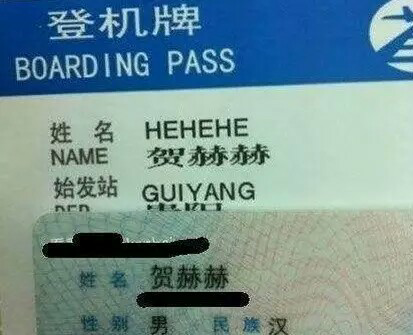 登机牌
BOARDING PASS
姓 名 HEHEHE
NAME 贺赫赫
始发站 GUIYANG
姓 名 贺赫赫
性 别 男 民 族 汉